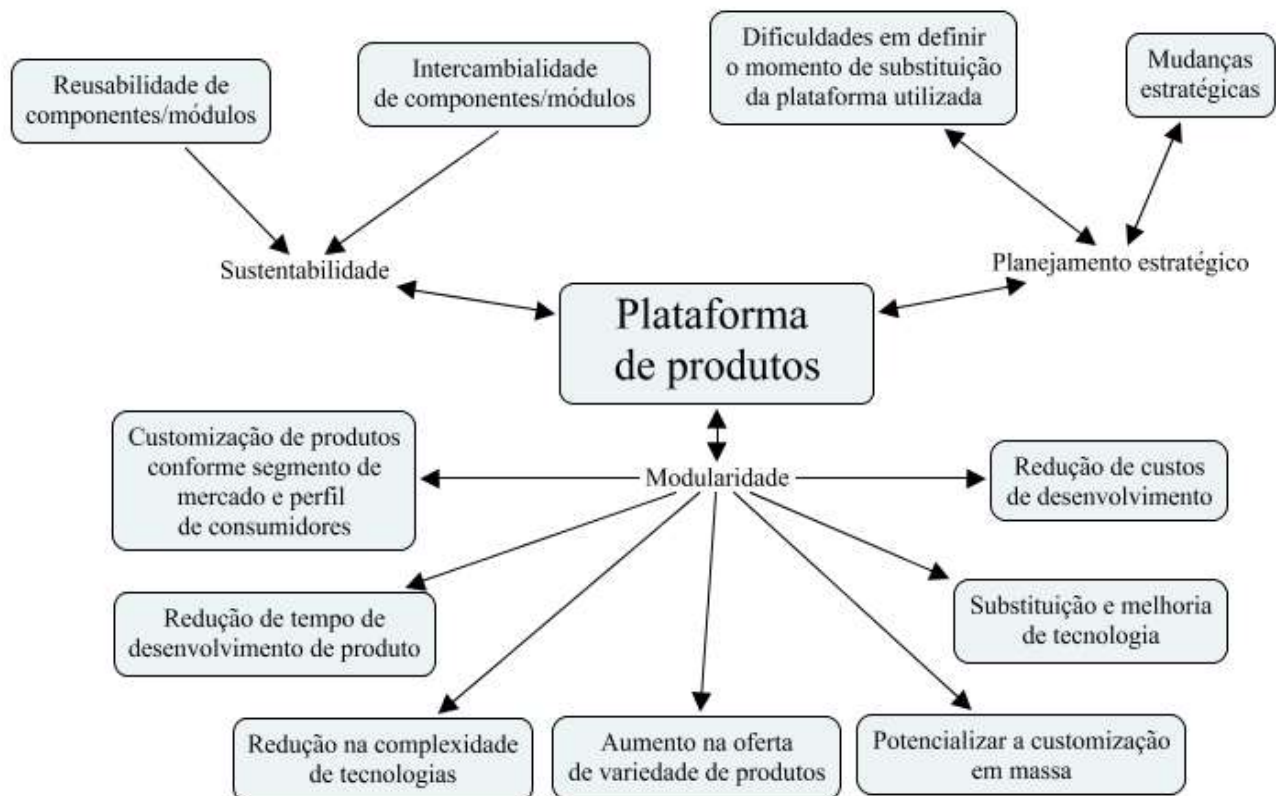 Reusabilidade de
componentes/módulos
Intercambialidade
de componentes/módulos
Dificuldades em definir
o momento de substituição
da plataforma utilizada
Mudanças
estratégicas
Sustentabilidade
Planejamento estratégico
Plataforma
de produtos
Customização de produtos
conforme segmento de
mercado e perfil
de consumidores
Modularidade
Redução de custos
de desenvolvimento
Redução de tempo de
desenvolvimento de produto
Substituição e melhoria
de tecnologia
Redução na complexidade
de tecnologias
Aumento na oferta
de variedade de produtos
Potencializar a customização
em massa